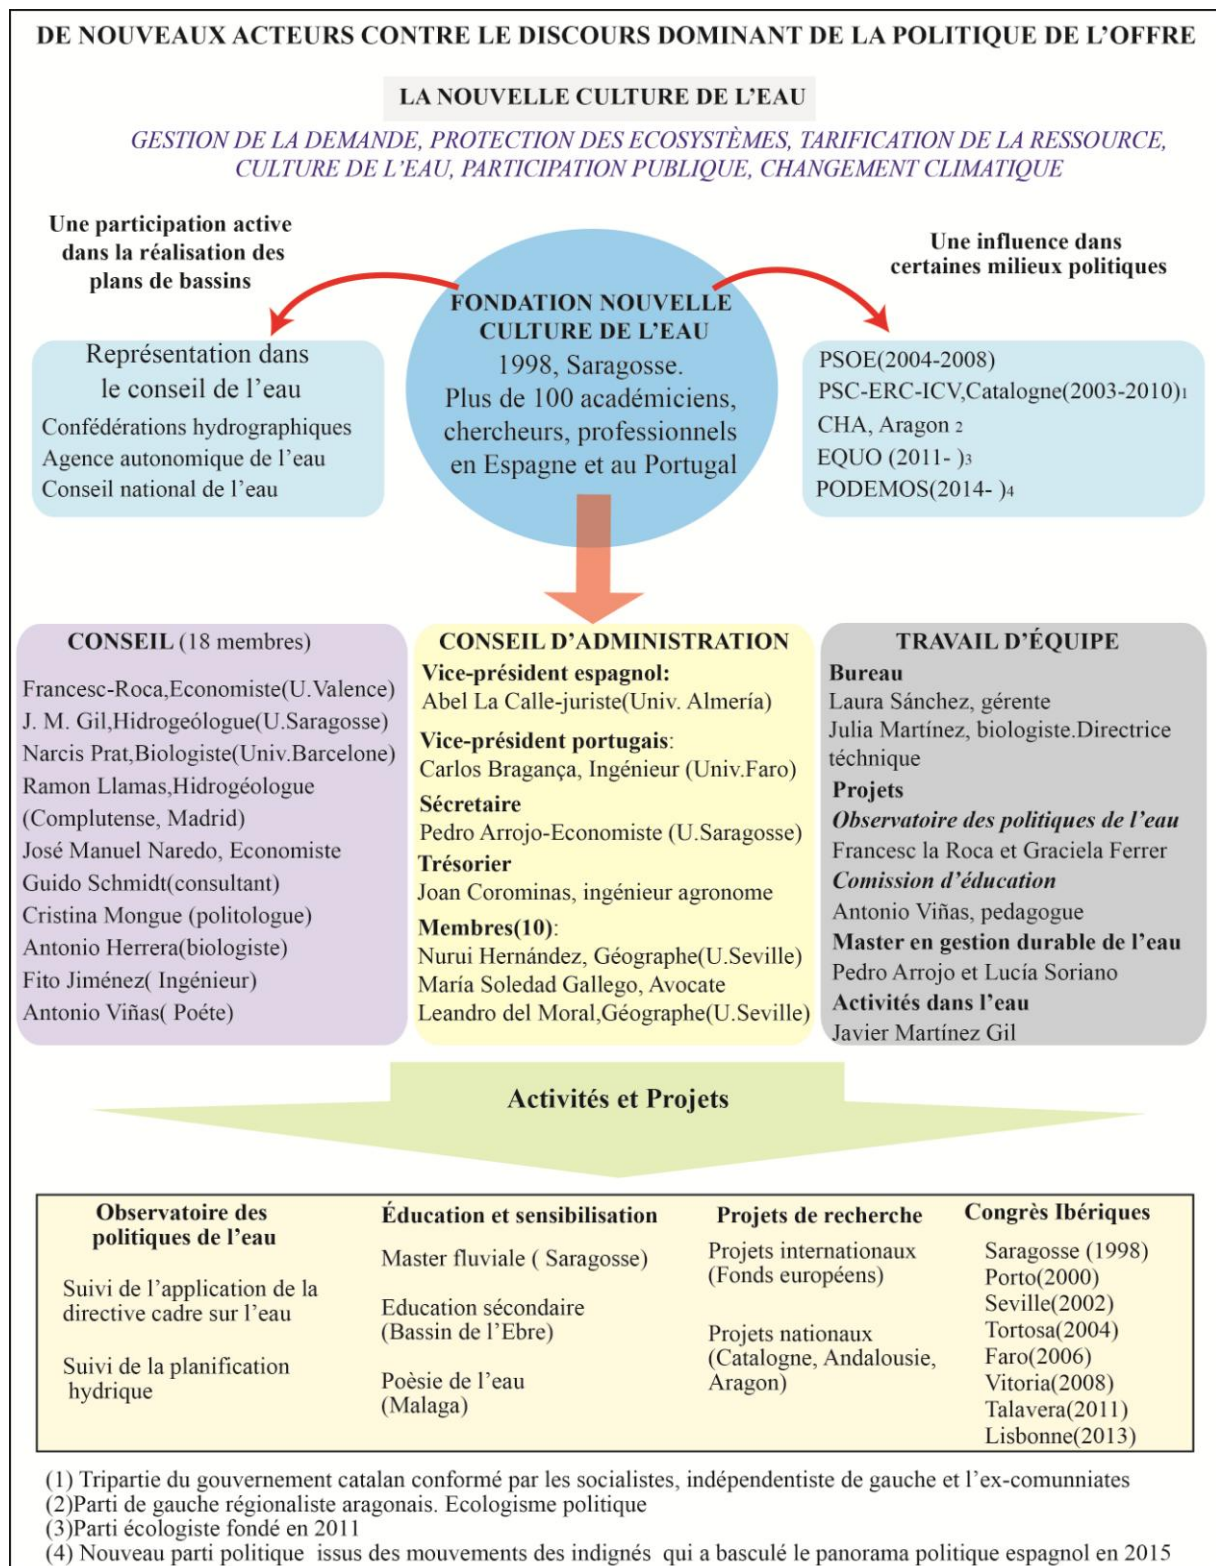 DE NOUVEAUX ACTEURS CONTRE LE DISCOURS DOMINANT DE LA POLITIQUE DE L'OFFRE
LA NOUVELLE CULTURE DE L'EAU
GESTION DE LA DEMANDE, PROTECTION DES ECOSYSTÈMES, TARIFICATION DE LA RESSOURCE,
CULTURE DE L'EAU, PARTICIPATION PUBLIQUE, CHANGEMENT CLIMATIQUE
Une participation active
dans la réalisation des
plans de bassins
Représentation dans
le conseil de l'eau
Confédérations hydrographiques
Agence autonomique de l'eau
Conseil national de l'eau
FONDATION NOUVELLE
CULTURE DE L'EAU
1998, Saragosse.
Plus de 100 académiciens,
chercheurs, professionnels
en Espagne et au Portugal
Une influence dans
certaines milieux politiques
PSOE(2004-2008)
PSC-ERC-ICV,Catalogne(2003-2010)1
CHA, Aragon 2
EQUO (2011- )3
PODEMOS(2014- )4
CONSEIL (18 membres)
Francesc-Roca,Economiste(U.Valence)
J. M. Gil,Hidrogeólogue(U.Saragosse)
Narcis Prat,Biologiste(Univ.Barcelone)
Ramon Llamas,Hidrogéologue
(Complutense, Madrid)
José Manuel Naredo, Economiste
Guido Schmidt(consultant)
Cristina Mongue (politologue)
Antonio Herrera(biologiste)
Fito Jiménez( Ingénieur)
Antonio Viñas( Poéte)
CONSEIL D'ADMINISTRATION
Vice-président espagnol:
Abel La Calle-juriste(Univ. Almería)
Vice-président portugais:
Carlos Bragança, Ingénieur (Univ.Faro)
Sécretaire
Pedro Arrojo-Economiste (U.Saragosse)
Trésorier
Joan Corominas, ingénieur agronome
Membres(10):
Nurui Hernández, Géographe(U.Seville)
María Soledad Gallego, Avocate
Leandro del Moral,Géographe(U.Seville)
TRAVAIL D'ÉQUIPE
Bureau
Laura Sánchez, gérente
Julia Martínez, biologiste.Directrice
téchnique
Projets
Observatoire des politiques de l'eau
Francesc la Roca et Graciela Ferrer
Comission d'éducation
Antonio Viñas, pedagogue
Master en gestion durable de l'eau
Pedro Arrojo et Lucía Soriano
Activités dans l'eau
Javier Martínez Gil
Activités et Projets
Observatoire des
politiques de l'eau
Suivi de l'application de la
directive cadre sur l'eau
Suivi de la planification
hydrique
Éducation et sensibilisation
Master fluviale ( Saragosse)
Education sécondaire
(Bassin de l'Ebre)
Poèsie de l'eau
(Malaga)
Projets de recherche
Projets internationaux
(Fonds européens)
Projets nationaux
(Catalogne, Andalousie,
Aragon)
Congrès Ibériques
Saragosse (1998)
Porto(2000)
Seville(2002)
Tortosa(2004)
Faro(2006)
Vitoria(2008)
Talavera(2011)
Lisbonne(2013)
(1) Tripartie du gouvernement catalan conformé par les socialistes, indépendentiste de gauche et l'ex-comunniates
(2)Parti de gauche régionaliste aragonais. Ecologisme politique
(3)Parti écologiste fondé en 2011
(4) Nouveau parti politique issus des mouvements des indignés qui a basculé le panorama politique espagnol en 2015